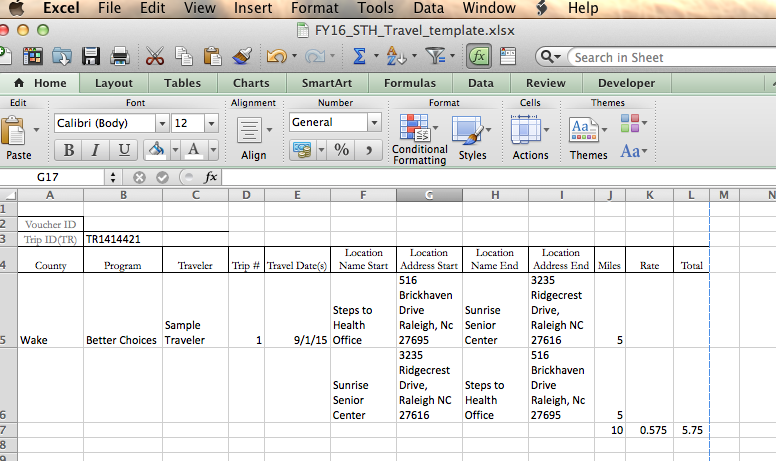 Excel File Edit View Insert Format Tools Data Window Help
FY16_STH_Travel_template.xlsx
fx Search in Sheet
Home Layout Tables Charts SmartArt Formulas Data Review Developer
Edit Font Alignment Number Format Cells Themes
Calibri (Body) 12 General
Paste B I U A Align % Conditional Formatting Styles Actions Aa Themes Aa
G17 fx
A B C D E F G H I J K L M N
1
2 Voucher ID
3 Trip ID(TR) TR1414421
4 County Program Traveler Trip # Travel Date(s) Location Name Start Location Address Start Location Name End Location Address End Miles Rate Total
5 Wake Better Choices Sample Traveler 1 9/1/15 Steps to Health Office 516 Brickhaven Drive Raleigh, Nc 27695 Sunrise Senior Center 3235 Ridgecrest Drive, Raleigh NC 27616 5
6 Sunrise Senior Center 3235 Ridgecrest Drive, Raleigh NC 27616 Steps to Health Office 516 Brickhaven Drive Raleigh, Nc 27695 5
7 10 0.575 5.75
8
9